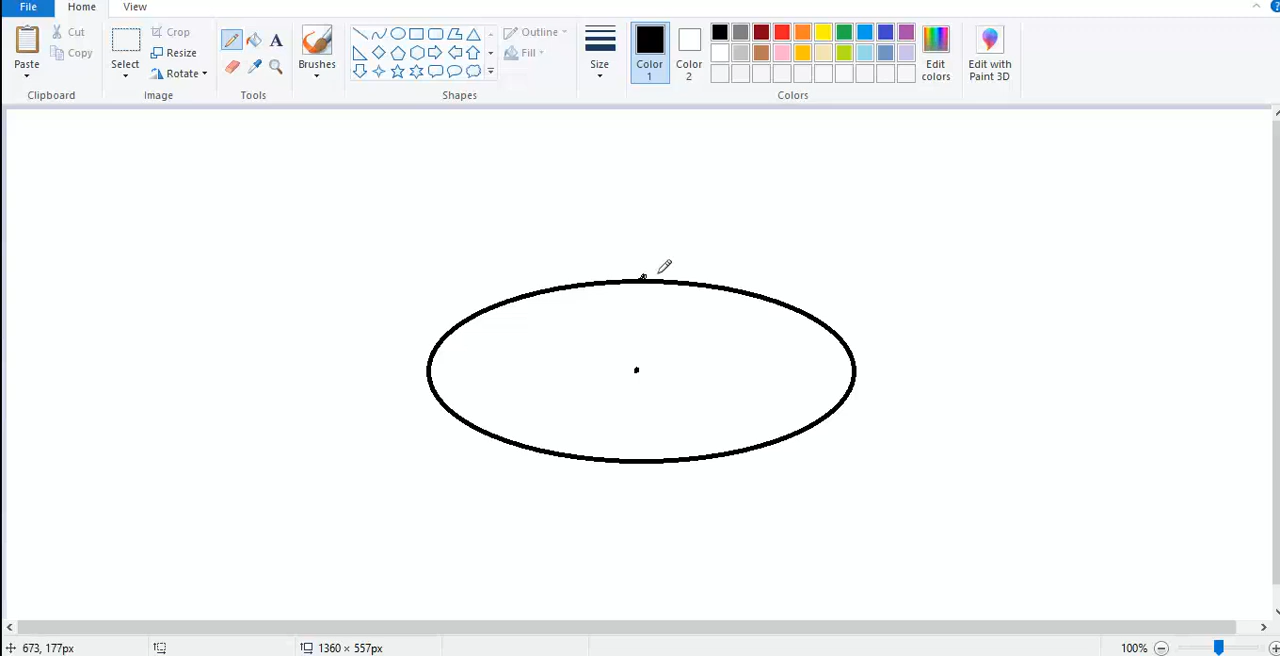 File Home View
Paste Cut Copy Clipboard
Select Crop Resize Rotate Image
A Tools
Brushes
Outline Fill Shapes
Size
Color 1 Color 2 Edit colors Colors
Edit with Paint 3D
673, 177px 1360 × 557px 100%